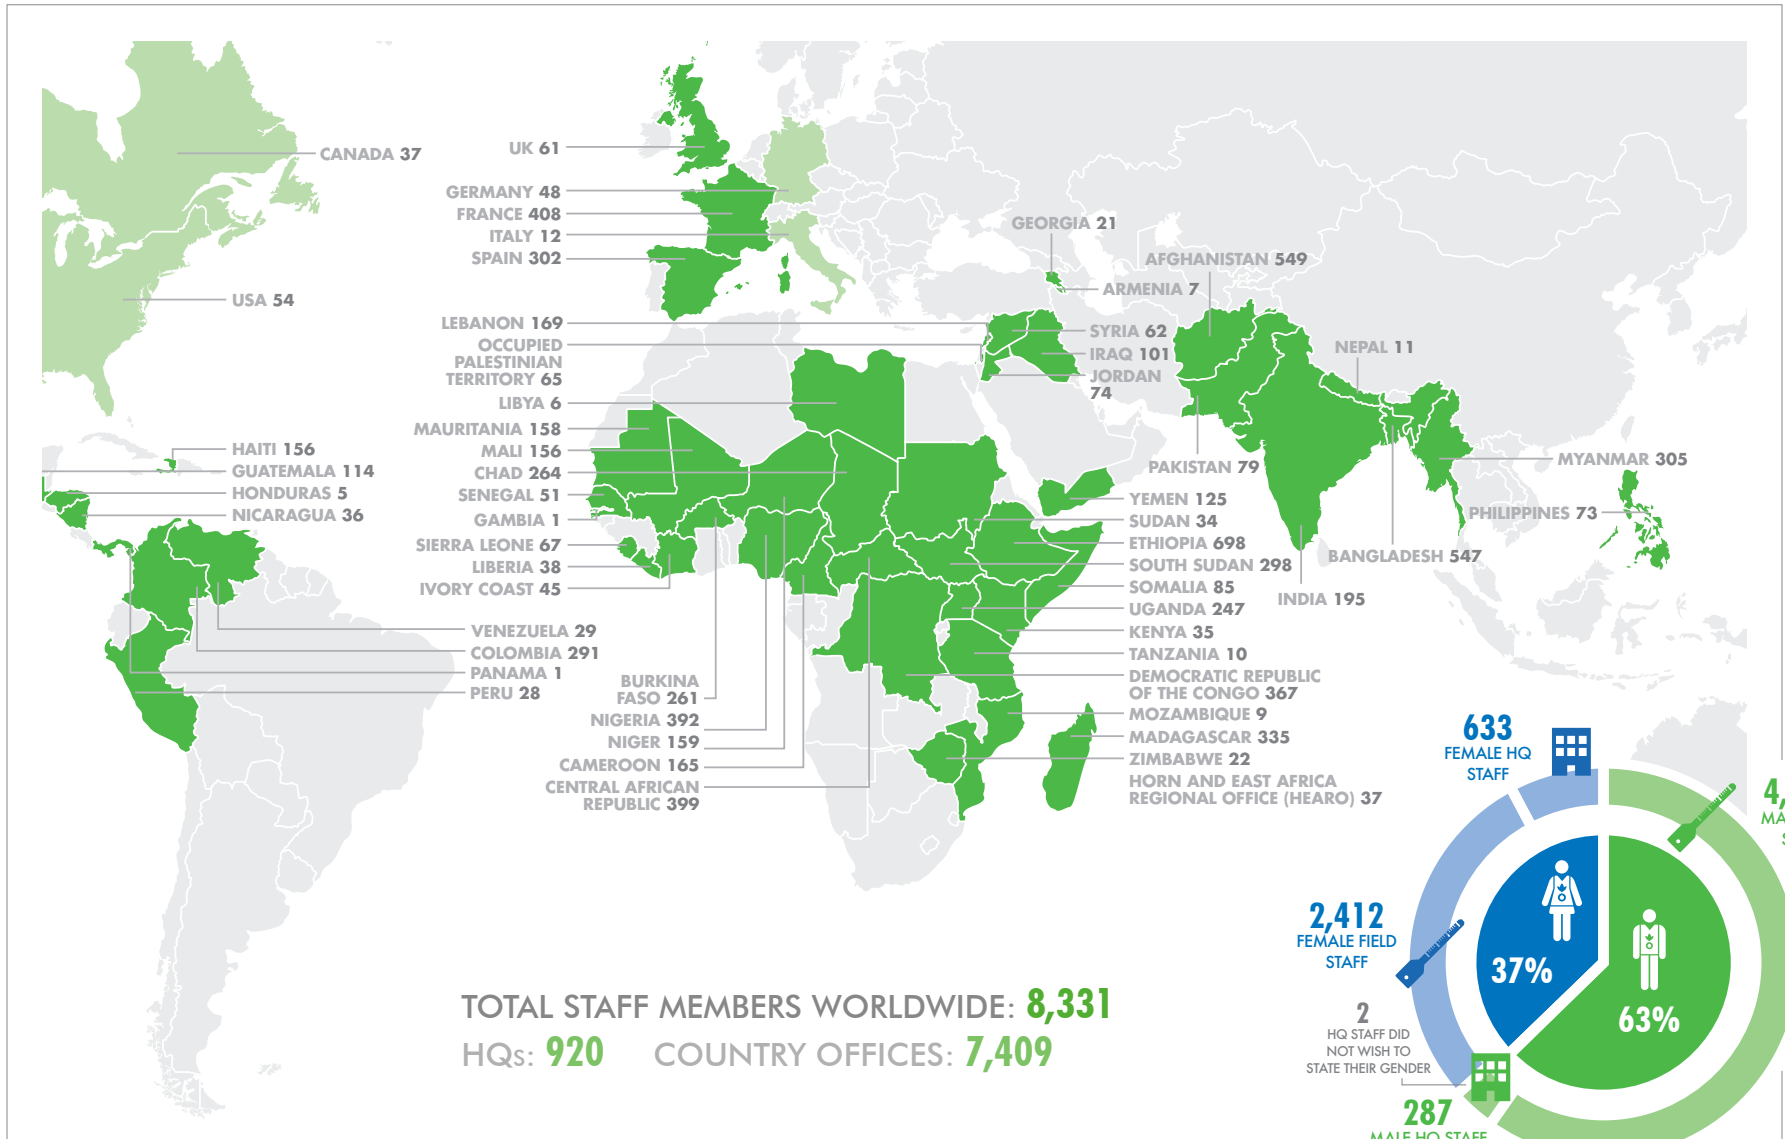 CANADA 37
USA 54
UK 61
GERMANY 48
FRANCE 408
ITALY 12
SPAIN 302
GEORGIA 21
AFGHANISTAN 549
ARMENIA 7
LEBANON 169
OCCUPIED
PALESTINIAN
TERRITORY 65
SYRIA 62
IRAQ 101
JORDAN
74
NEPAL 11
LIBYA 6
MAURITANIA 158
MALI 156
CHAD 264
SENEGAL 51
GAMBIA 1
SIERRA LEONE 67
LIBERIA 38
IVORY COAST 45
HAITI 156
GUATEMALA 114
HONDURAS 5
NICARAGUA 36
PAKISTAN 79
MYANMAR 305
PHILIPPINES 73
BANGLADESH 547
INDIA 195
YEMEN 125
SUDAN 34
ETHIOPIA 698
SOUTH SUDAN 298
SOMALIA 85
UGANDA 247
KENYA 35
TANZANIA 10
DEMOCRATIC REPUBLIC
OF THE CONGO 367
MOZAMBIQUE 9
MADAGASCAR 335
ZIMBABWE 22
HORN AND EAST AFRICA
REGIONAL OFFICE (HEARO) 37
VENEZUELA 29
COLOMBIA 291
PANAMA 1
PERU 28
BURKINA
FASO 261
NIGERIA 392
NIGER 159
CAMEROON 165
CENTRAL AFRICAN
REPUBLIC 399
633
FEMALE HQ
STAFF
4,
MA
2,412
FEMALE FIELD
STAFF
37%
63%
2
HQ STAFF DID
NOT WISH TO
STATE THEIR GENDER
287
MALE HQ STAFF
TOTAL STAFF MEMBERS WORLDWIDE: 8,331
HQs: 920 COUNTRY OFFICES: 7,409